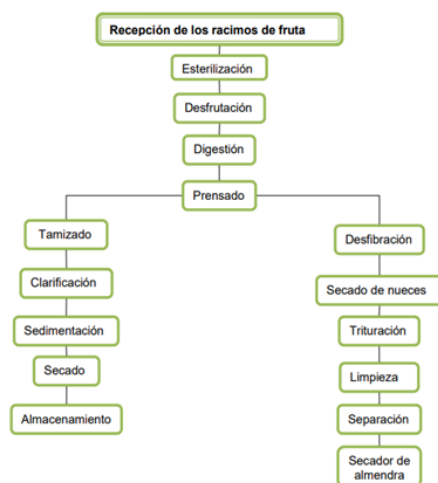 Recepción de los racimos de fruta
Esterilización
Desfrutación
Digestión
Prensado
Tamizado
Clarificación
Sedimentación
Secado
Almacenamiento
Desfibración
Secado de nueces
Trituración
Limpieza
Separación
Secador de
almendra